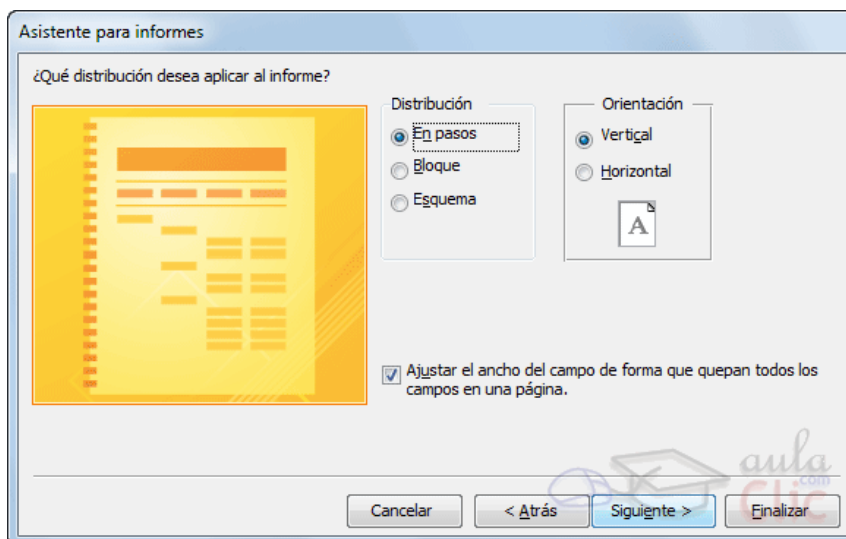 Asistente para informes
¿Qué distribución desea aplicar al informe?
Distribución
En pasos
Bloque
Esquema
Orientación
Vertical
Horizontal
A
Ajustar el ancho del campo de forma que quepan todos los
campos en una página.
aula
.com
Clic
Cancelar
< Atrás
Siguiente >
Finalizar